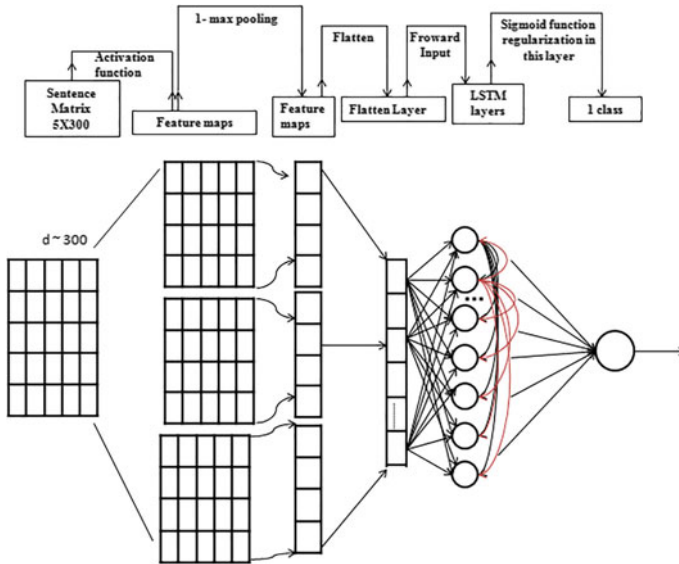 1- max pooling
Activation
function
Flatten
Froward
Input
Sigmoid function
regularization in
this layer
Sentence
Matrix
5X300
Feature maps
Feature
maps
Flatten Layer
LSTM
layers
1 class
d ~ 300
...